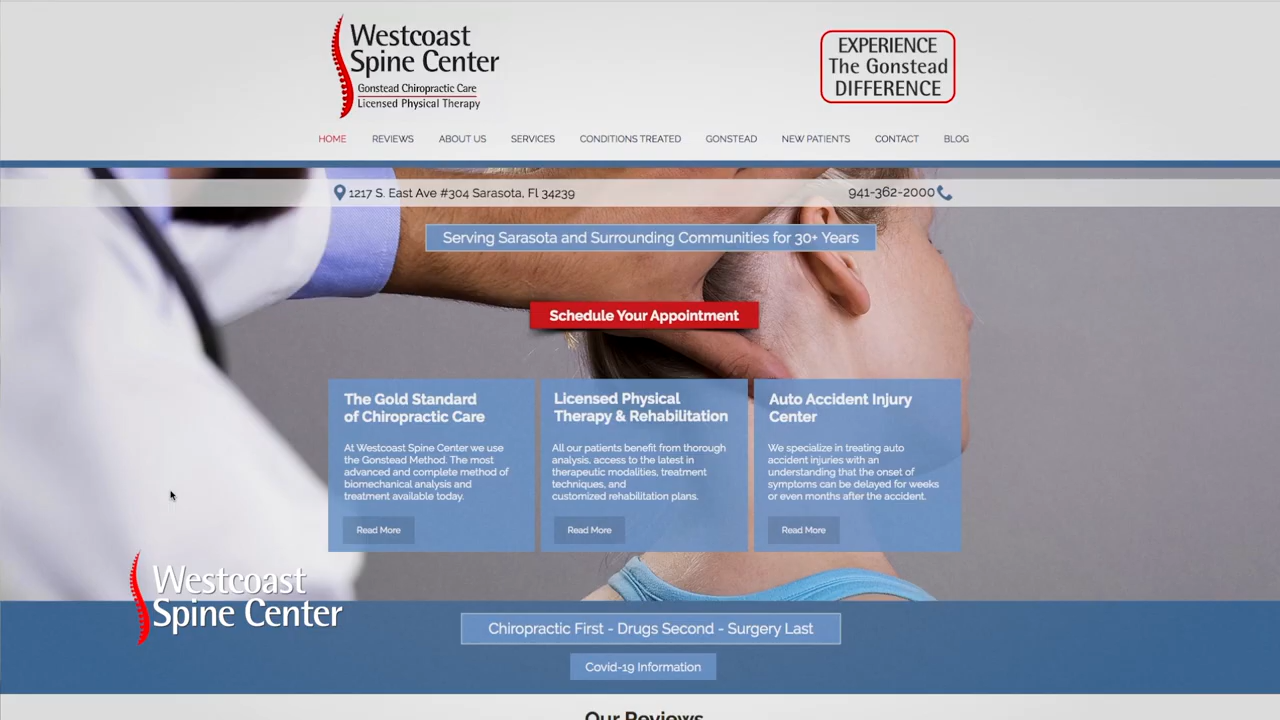 Westcoast
Spine Center
Gonstead Chiropractic Care
Licensed Physical Therapy
EXPERIENCE
The Gonstead
DIFFERENCE
HOME REVIEWS ABOUT US SERVICES CONDITIONS TREATED GONSTEAD NEW PATIENTS CONTACT BLOG
1217 S. East Ave #304 Sarasota, Fl 34239
941-362-2000
Serving Sarasota and Surrounding Communities for 30+ Years
Schedule Your Appointment
The Gold Standard
of Chiropractic Care
At Westcoast Spine Center we use
the Gonstead Method. The most
advanced and complete method of
biomechanical analysis and
treatment available today.
Read More
Licensed Physical
Therapy & Rehabilitation
All our patients benefit from thorough
analysis, access to the latest in
therapeutic modalities, treatment
techniques, and
customized rehabilitation plans.
Read More
Auto Accident Injury
Center
We specialize in treating auto
accident injuries with an
understanding that the onset of
symptoms can be delayed for weeks
or even months after the accident.
Read More
Westcoast
Spine Center
Chiropractic First - Drugs Second - Surgery Last
Covid-19 Information
Our Reviews